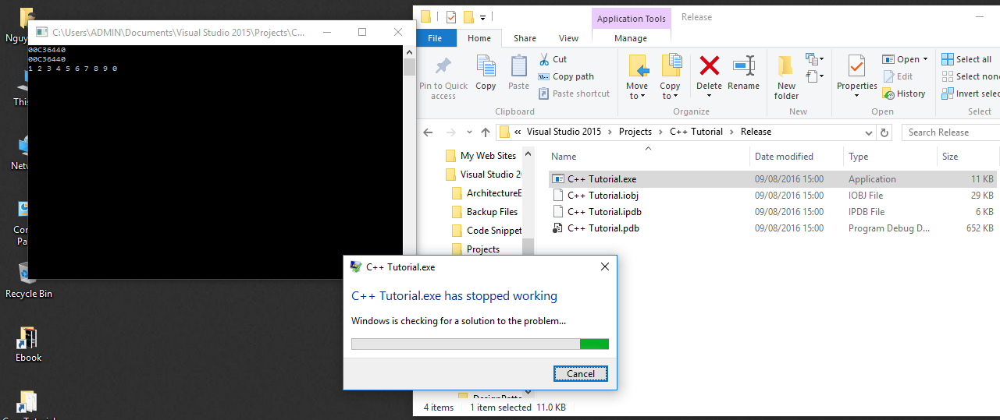 Nguy
This
Netw
Con
Pa
Recycle Bin
Ebook
C:\Users\ADMIN\Documents\Visual Studio 2015\Projects\C...
00C36440
00C36440
1 2 3 4 5 6 7 8 9 0
Application Tools
Release
File
Home
Share
View
Manage
Pin to Quick
access
Copy
Paste
Cut
Copy path
Paste shortcut
Clipboard
Move
to
Copy
to
Delete
Rename
Organize
New
folder
New
Properties
Open
Edit
History
Open
Select all
Select none
Invert selec
Select
« Visual Studio 2015 > Projects > C++ Tutorial > Release
Search Release
My Web Sites
Visual Studio 20
ArchitectureE
Backup Files
Code Snippet
Projects
Name Date modified Type Size
C++ Tutorial.exe 09/08/2016 15:00 Application 11 KB
C++ Tutorial.iobj 09/08/2016 15:00 IOBJ File 29 KB
C++ Tutorial.ipdb 09/08/2016 15:00 IPDB File 6 KB
C++ Tutorial.pdb 09/08/2016 15:00 Program Debug D... 652 KB
C++ Tutorial.exe
C++ Tutorial.exe has stopped working
Windows is checking for a solution to the problem...
Cancel
4 items 1 item selected 11.0 KB